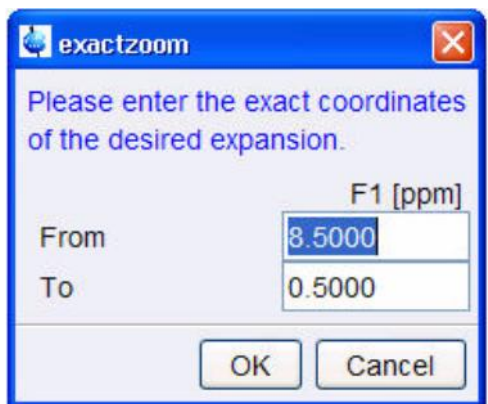 exactzoom
Please enter the exact coordinates
of the desired expansion.
F1 [ppm]
From 8.5000
To 0.5000
OK Cancel